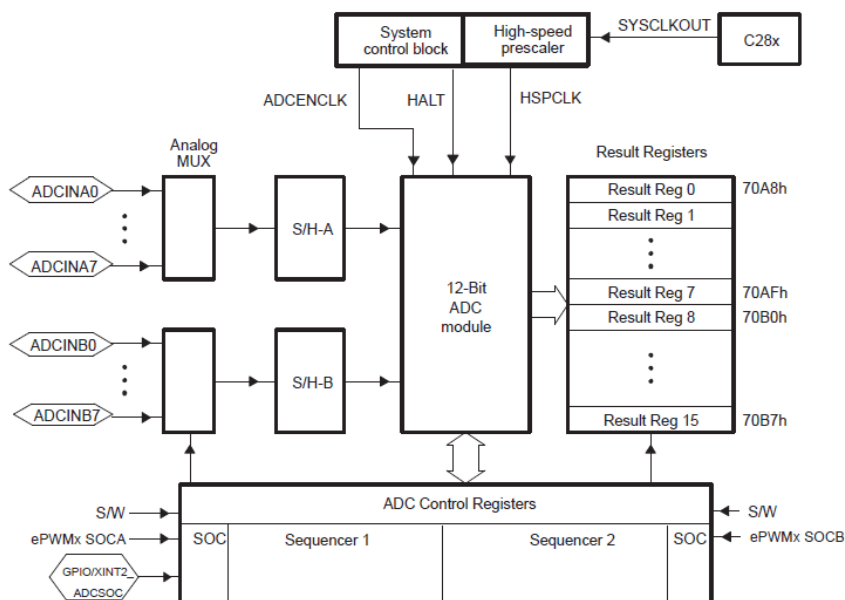 System
control block
High-speed
prescaler
SYSCLKOUT
C28x
ADCENCLK
HALT
HSPCLK
Analog
MUX
Result Registers
ADCINA0
ADCINA7
S/H-A
12-Bit
ADC
module
Result Reg 0
70A8h
Result Reg 1
Result Reg 7
70AFh
Result Reg 8
70B0h
Result Reg 15
70B7h
ADCINB0
ADCINB7
S/H-B
ADC Control Registers
S/W
S/W
ePWMx SOCA
SOC
Sequencer 1
Sequencer 2
SOC
ePWMx SOCB
GPIO/XINT2_
ADCSOC